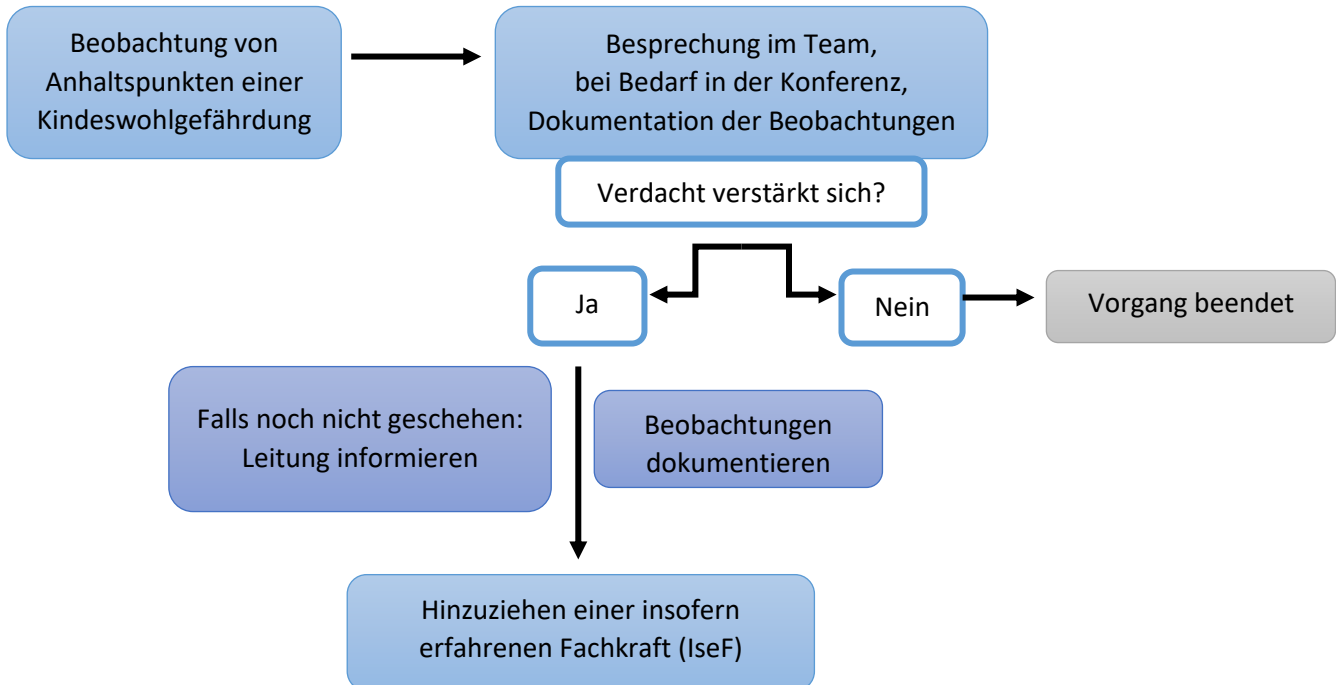 Beobachtung von
Anhaltspunkten einer
Kindeswohlgefährdung
Besprechung im Team,
bei Bedarf in der Konferenz,
Dokumentation der Beobachtungen
Verdacht verstärkt sich?
Ja
Nein
Vorgang beendet
Falls noch nicht geschehen:
Leitung informieren
Beobachtungen
dokumentieren
Hinzuziehen einer insofern
erfahrenen Fachkraft (IseF)